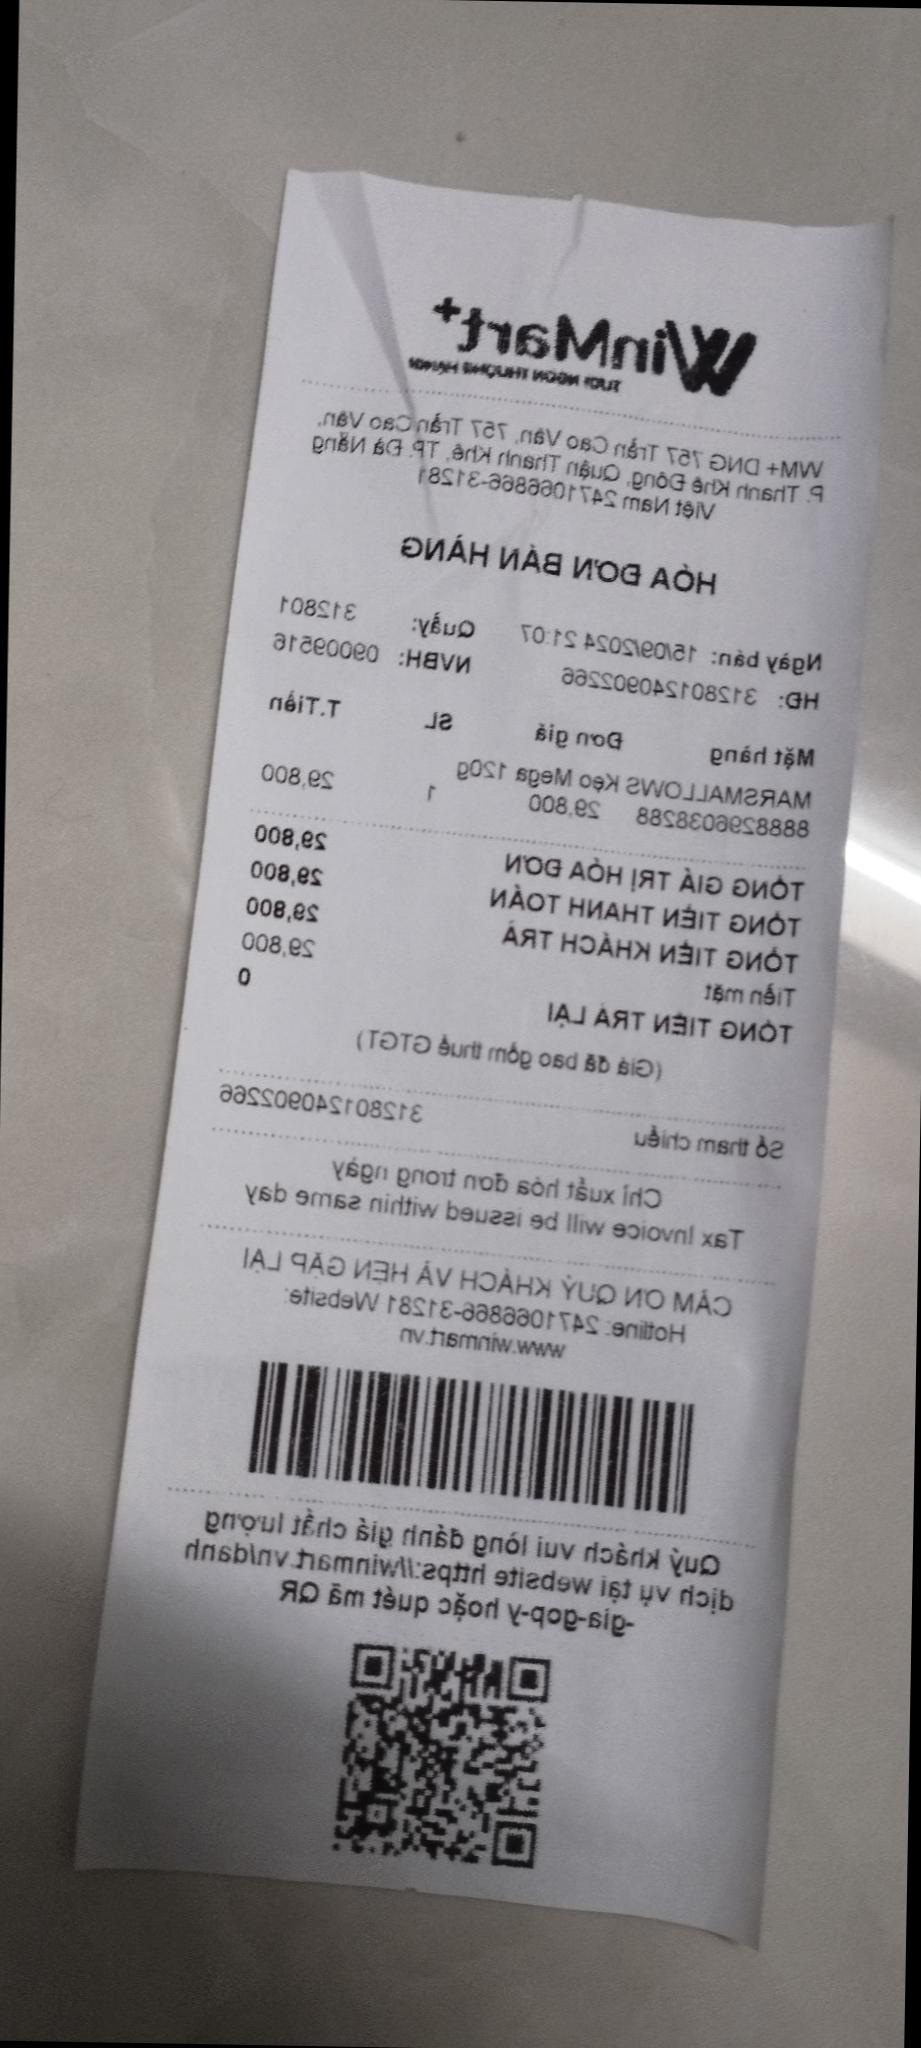 WinMart+
TƯƠI NGON THƯỢNG HẠNG
WM+ DNG 757 Trần Cao Vân, 757 Trần Cao Vân,
P. Thanh Khê Đông, Quận Thanh Khê, TP. Đà Nẵng
Việt Nam 2471066866-31281
HÓA ĐƠN BÁN HÀNG
Ngày bán: 15/09/2024 21:07 Quầy: 312801
HĐ: 312801240902266 NVBH: 09009516
Mặt hàng Đơn giá SL T.Tiền
MARSMALLOWS Kẹo Mega 120g
8888296038288 29,800 1 29,800
TỔNG GIÁ TRỊ HÓA ĐƠN 29,800
TỔNG TIỀN THANH TOÁN 29,800
TỔNG TIỀN KHÁCH TRẢ 29,800
Tiền mặt 29,800
TỔNG TIỀN TRẢ LẠI 0
(Giá đã bao gồm thuế GTGT)
Số tham chiếu 312801240902266
Chỉ xuất hóa đơn trong ngày
Tax Invoice will be issued within same day
CẢM ƠN QUÝ KHÁCH VÀ HẸN GẶP LẠI
Hotline: 2471066866-31281 Website:
www.winmart.vn
Quý khách vui lòng đánh giá chất lượng
dịch vụ tại website https://winmart.vn/danh
-gia-gop-y hoặc quét mã QR